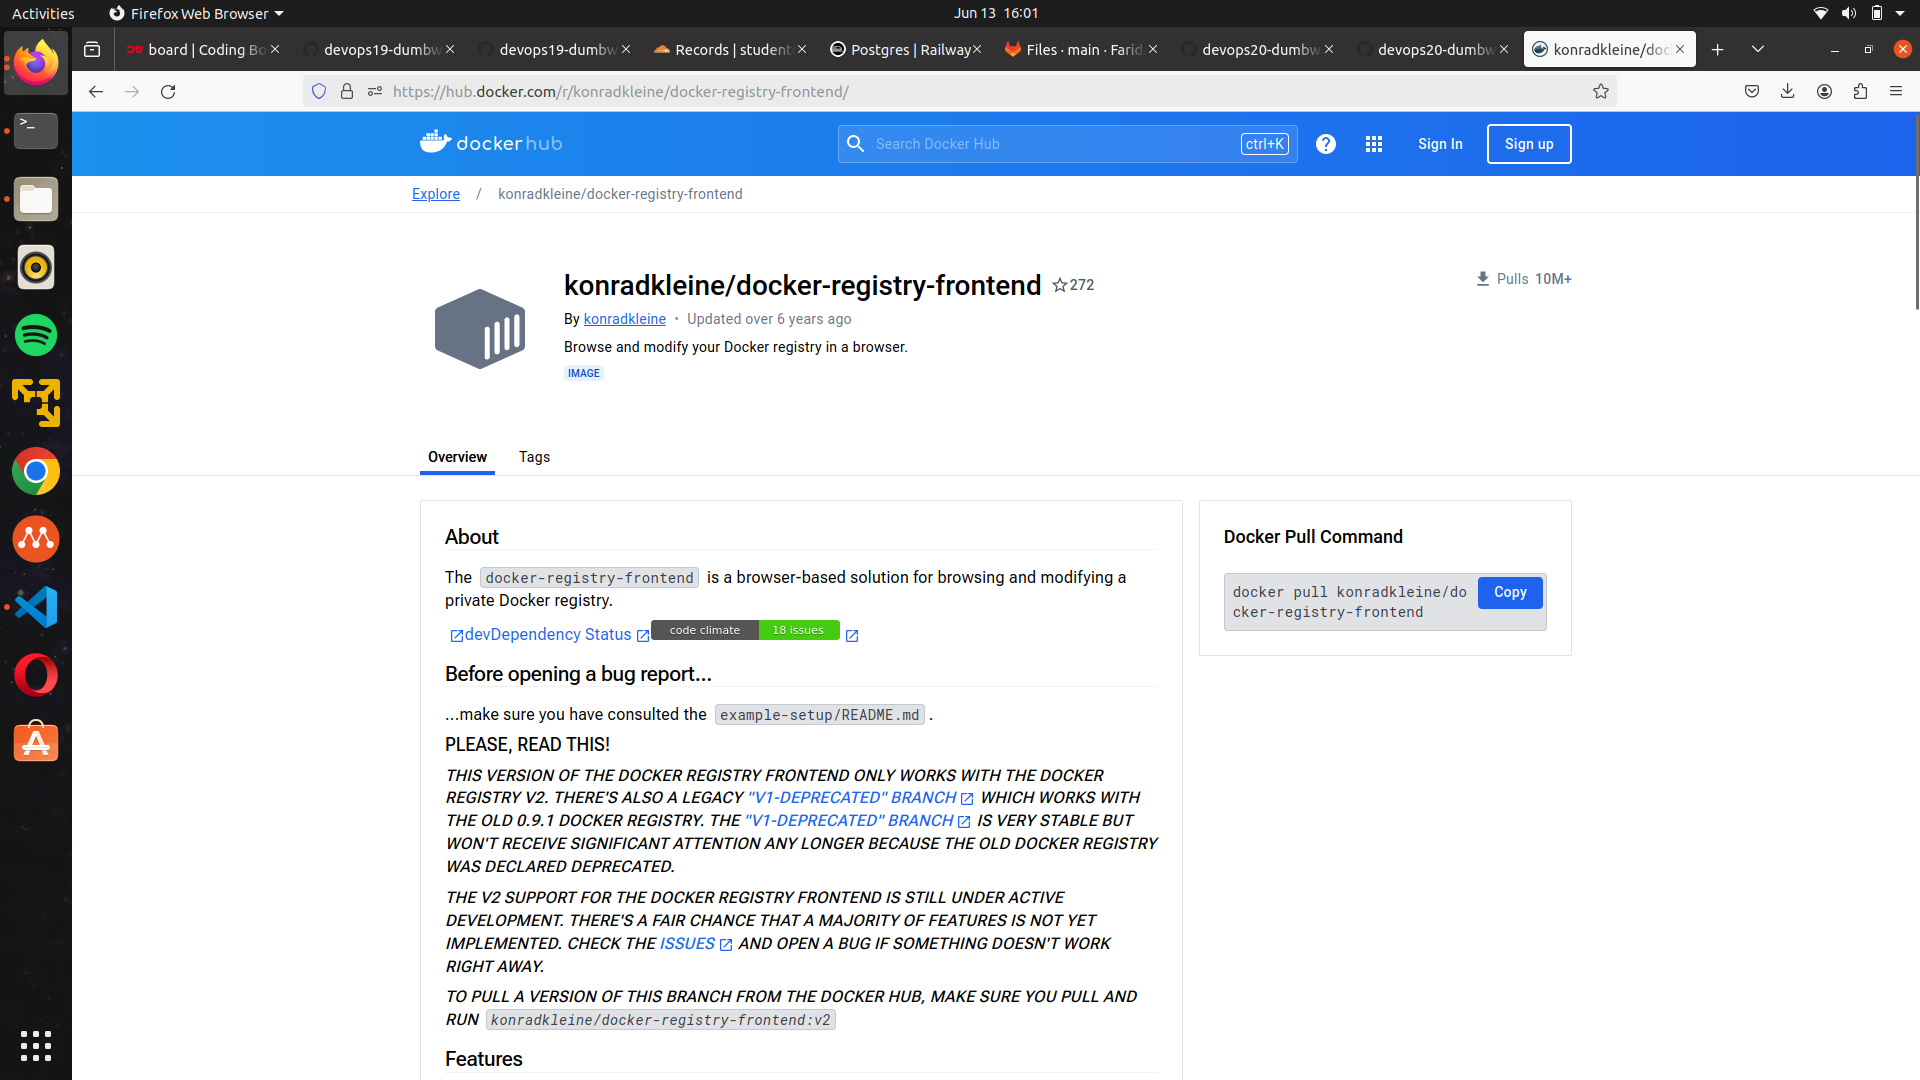 Activities
Firefox Web Browser
Jun 13 16:01
board | Coding Bo
devops19-dumbw
devops19-dumbw
Records | student
Postgres | Railway
Files · main · Farid
devops20-dumbw
devops20-dumbw
konradkleine/doc
https://hub.docker.com/r/konradkleine/docker-registry-frontend/
docker hub
Search Docker Hub
ctrl+K
Sign In
Sign up
Explore / konradkleine/docker-registry-frontend
konradkleine/docker-registry-frontend
272
Pulls 10M+
By konradkleine • Updated over 6 years ago
Browse and modify your Docker registry in a browser.
IMAGE
Overview
Tags
About
The docker-registry-frontend is a browser-based solution for browsing and modifying a
private Docker registry.
devDependency Status
code climate 18 issues
Before opening a bug report...
...make sure you have consulted the example-setup/README.md .
PLEASE, READ THIS!
THIS VERSION OF THE DOCKER REGISTRY FRONTEND ONLY WORKS WITH THE DOCKER
REGISTRY V2. THERE'S ALSO A LEGACY "V1-DEPRECATED" BRANCH WHICH WORKS WITH
THE OLD 0.9.1 DOCKER REGISTRY. THE "V1-DEPRECATED" BRANCH IS VERY STABLE BUT
WON'T RECEIVE SIGNIFICANT ATTENTION ANY LONGER BECAUSE THE OLD DOCKER REGISTRY
WAS DECLARED DEPRECATED.
THE V2 SUPPORT FOR THE DOCKER REGISTRY FRONTEND IS STILL UNDER ACTIVE
DEVELOPMENT. THERE'S A FAIR CHANCE THAT A MAJORITY OF FEATURES IS NOT YET
IMPLEMENTED. CHECK THE ISSUES AND OPEN A BUG IF SOMETHING DOESN'T WORK
RIGHT AWAY.
TO PULL A VERSION OF THIS BRANCH FROM THE DOCKER HUB, MAKE SURE YOU PULL AND
RUN konradkleine/docker-registry-frontend:v2
Features
Docker Pull Command
docker pull konradkleine/do
cker-registry-frontend
Copy